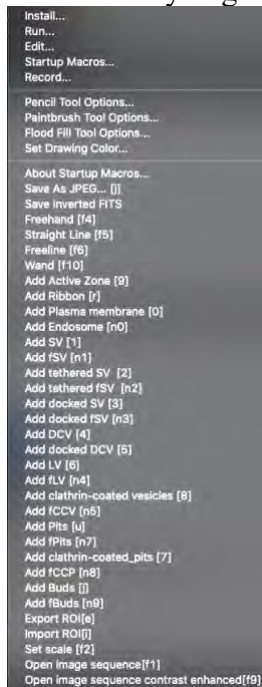 Install...
Run...
Edit...
Startup Macros...
Record...
Pencil Tool Options...
Paintbrush Tool Options...
Flood Fill Tool Options...
Set Drawing Color...
About Startup Macros...
Save As JPEG... [j]
Save Inverted FITS
Freehand [f4]
Straight Line [f5]
Freeline [f6]
Wand [f10]
Add Active Zone [9]
Add Ribbon [r]
Add Plasma membrane [0]
Add Endosome [n0]
Add SV [1]
Add fSV [n1]
Add tethered SV [2]
Add tethered fSV [n2]
Add docked SV [3]
Add docked fSV [n3]
Add DCV [4]
Add docked DCV [5]
Add LV [6]
Add fLV [n4]
Add clathrin-coated vesicles [8]
Add fCCV [n5]
Add Pits [u]
Add fPits [n7]
Add clathrin-coated_pits [7]
Add fCCP [n8]
Add Buds [j]
Add fBuds [n9]
Export ROI[e]
Import ROI[i]
Set scale [f2]
Open image sequence[f1]
Open image sequence contrast enhanced[f9]